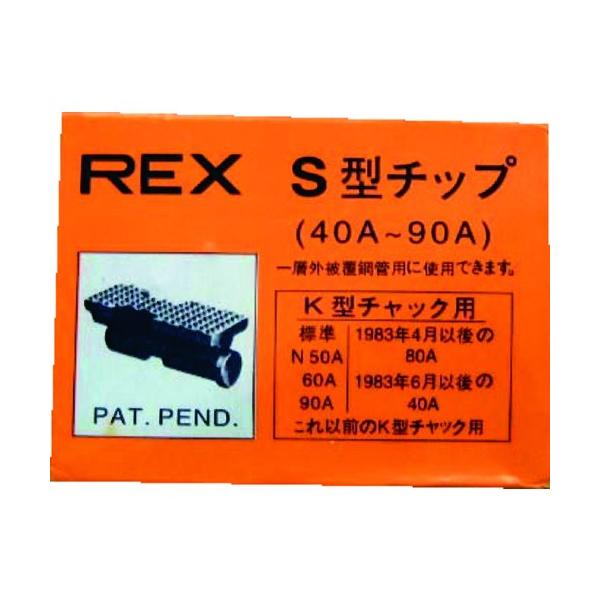 REX S型チップ
(40A~90A)
一層外被覆鋼管用に使用できます。
K型チャック用
標準 1983年4月以後の
N50A 80A
60A 1983年6月以後の
90A 40A
これ以前のK型チャック用
PAT. PEND.